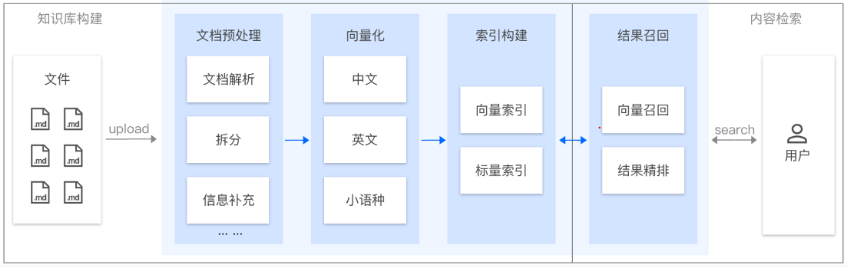 知识库构建
内容检索
文件
.md
.md
.md
.md
.md
.md
upload
文档预处理
文档解析
拆分
信息补充
... ...
向量化
中文
英文
小语种
索引构建
向量索引
标量索引
结果召回
向量召回
结果精排
search
用户